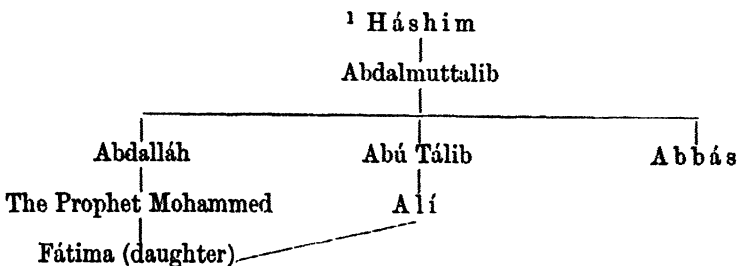 ¹ Háshim
Abdalmuttalib
Abdalláh Abú Tálib Abbás
The Prophet Mohammed Alí
Fátima (daughter)